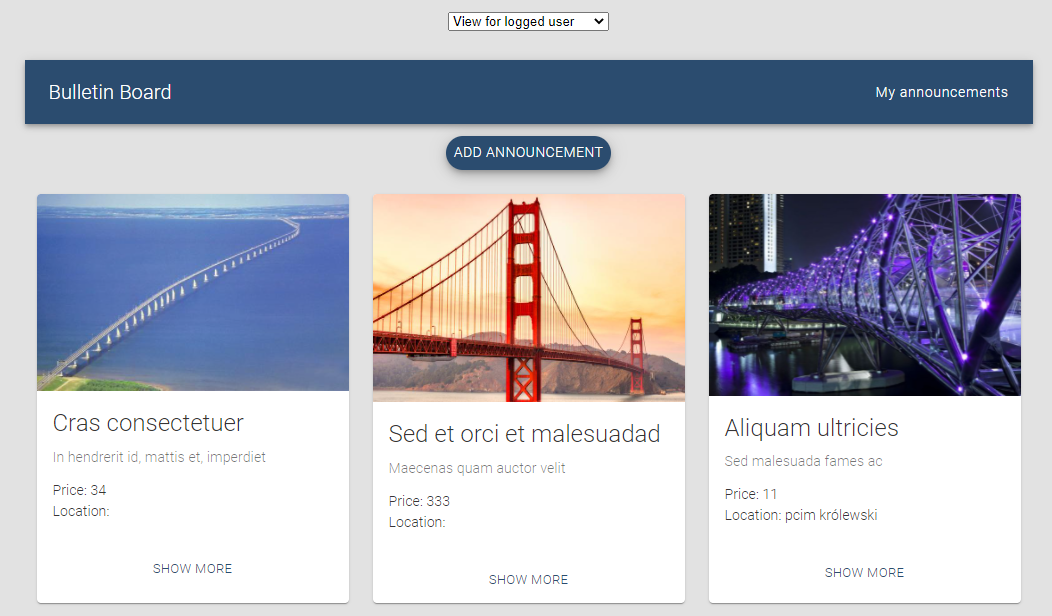 View for logged user
Bulletin Board
My announcements
ADD ANNOUNCEMENT
Cras consectetuer
In hendrerit id, mattis et, imperdiet
Price: 34
Location:
SHOW MORE
Sed et orci et malesuadad
Maecenas quam auctor velit
Price: 333
Location:
SHOW MORE
Aliquam ultricies
Sed malesuada fames ac
Price: 11
Location: pcim królewski
SHOW MORE